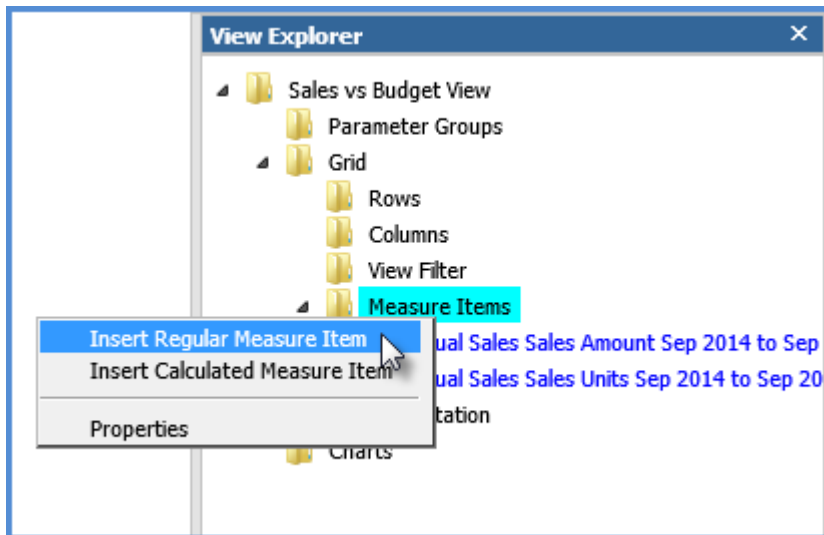 View Explorer
Sales vs Budget View
Parameter Groups
Grid
Rows
Columns
View Filter
Measure Items
Insert Regular Measure Item
ual Sales Sales Amount Sep 2014 to Sep
Insert Calculated Measure Item
ual Sales Sales Units Sep 2014 to Sep 20
tation
Properties
Charts